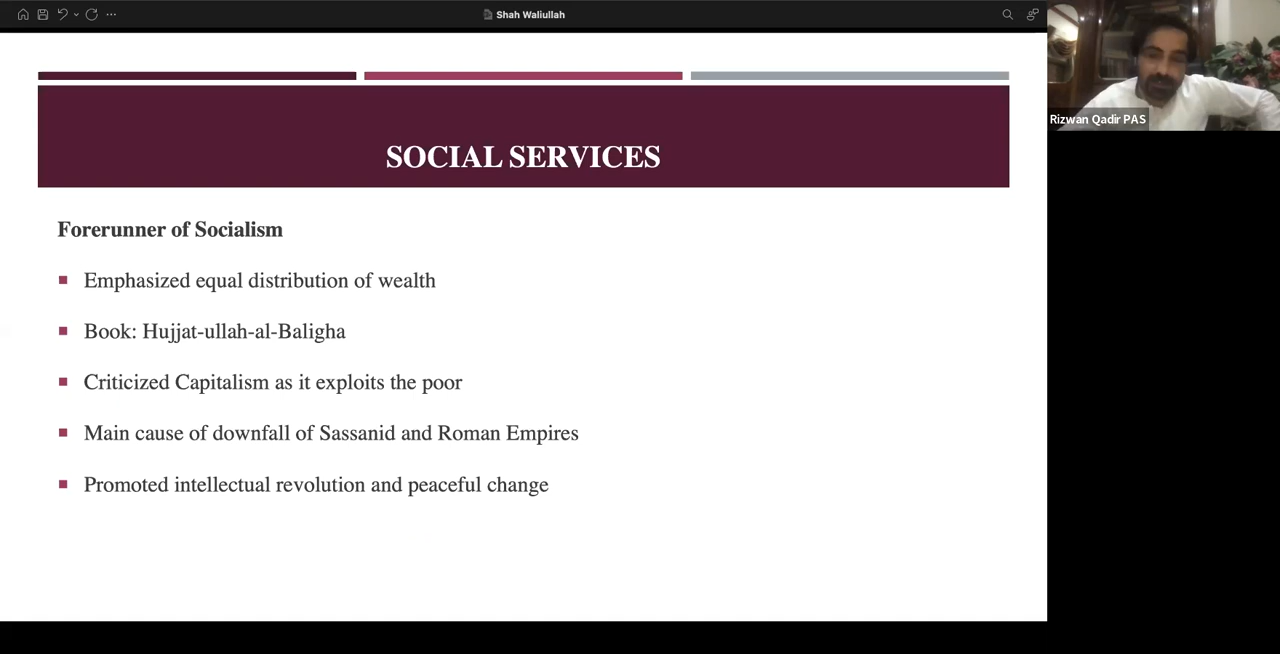 Shah Waliullah
Rizwan Qadir PAS
SOCIAL SERVICES
Forerunner of Socialism
Emphasized equal distribution of wealth
Book: Hujjat-ullah-al-Baligha
Criticized Capitalism as it exploits the poor
Main cause of downfall of Sassanid and Roman Empires
Promoted intellectual revolution and peaceful change